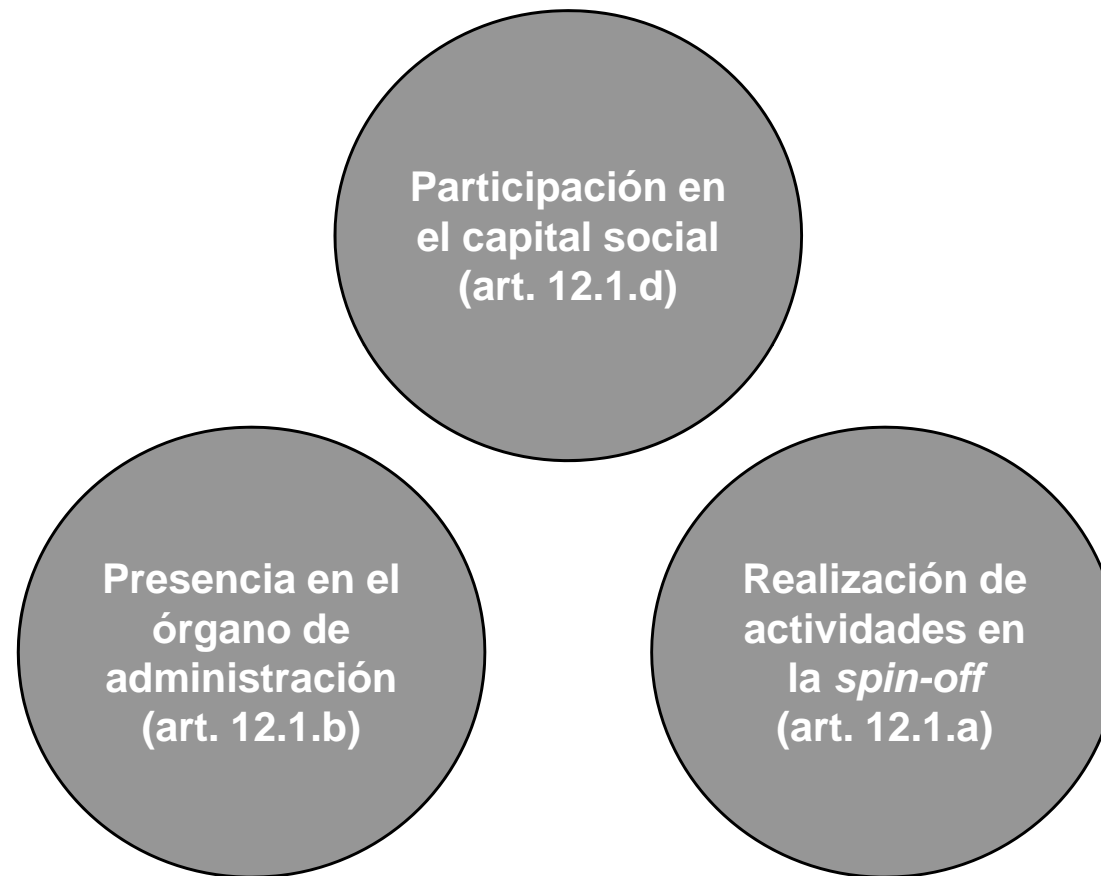 Participación en
el capital social
(art. 12.1.d)
Presencia en el
órgano de
administración
(art. 12.1.b)
Realización de
actividades en
la spin-off
(art. 12.1.a)